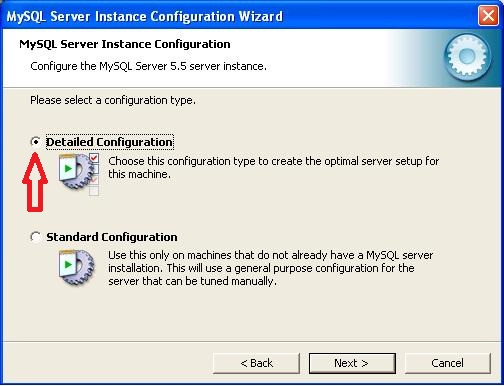 MySQL Server Instance Configuration Wizard
MySQL Server Instance Configuration
Configure the MySQL Server 5.5 server instance.
Please select a configuration type.
Detailed Configuration
Choose this configuration type to create the optimal server setup for
this machine.
Standard Configuration
Use this only on machines that do not already have a MySQL server
installation. This will use a general purpose configuration for the
server that can be tuned manually.
< Back
Next >
Cancel